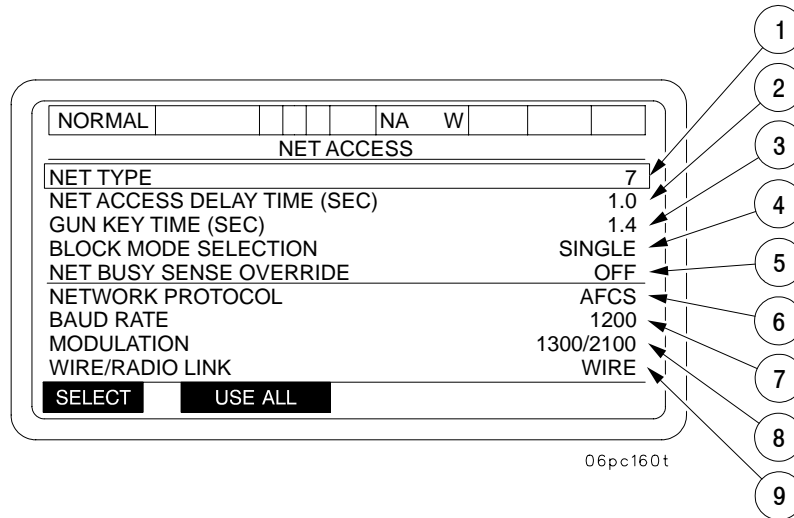 NORMAL NA W
NET ACCESS
NET TYPE 7
NET ACCESS DELAY TIME (SEC) 1.0
GUN KEY TIME (SEC) 1.4
BLOCK MODE SELECTION SINGLE
NET BUSY SENSE OVERRIDE OFF
NETWORK PROTOCOL AFCS
BAUD RATE 1200
MODULATION 1300/2100
WIRE/RADIO LINK WIRE
SELECT USE ALL
1
2
3
4
5
6
7
8
9
06pc160t